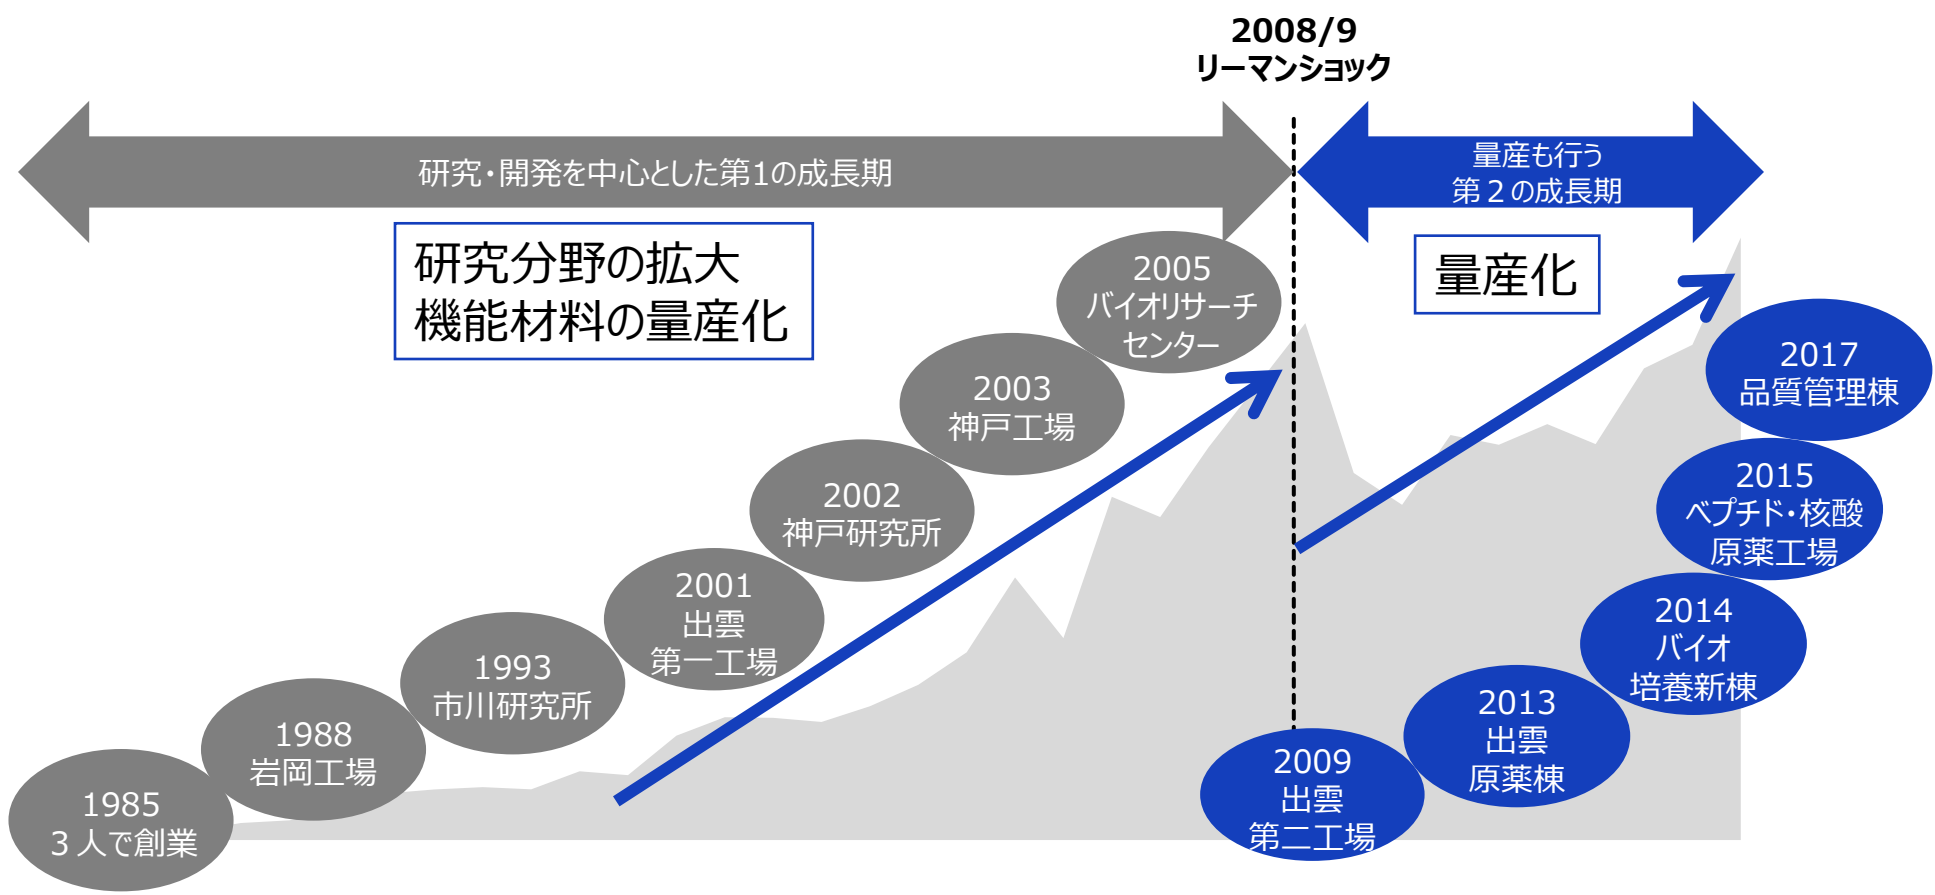 2008/9
リーマンショック
研究・開発を中心とした第1の成長期
量産も行う
第２の成長期
研究分野の拡大
機能材料の量産化
量産化
1985
３人で創業
1988
岩岡工場
1993
市川研究所
2001
出雲
第一工場
2002
神戸研究所
2003
神戸工場
2005
バイオリサーチ
センター
2009
出雲
第二工場
2013
出雲
原薬棟
2014
バイオ
培養新棟
2015
ペプチド・核酸
原薬工場
2017
品質管理棟